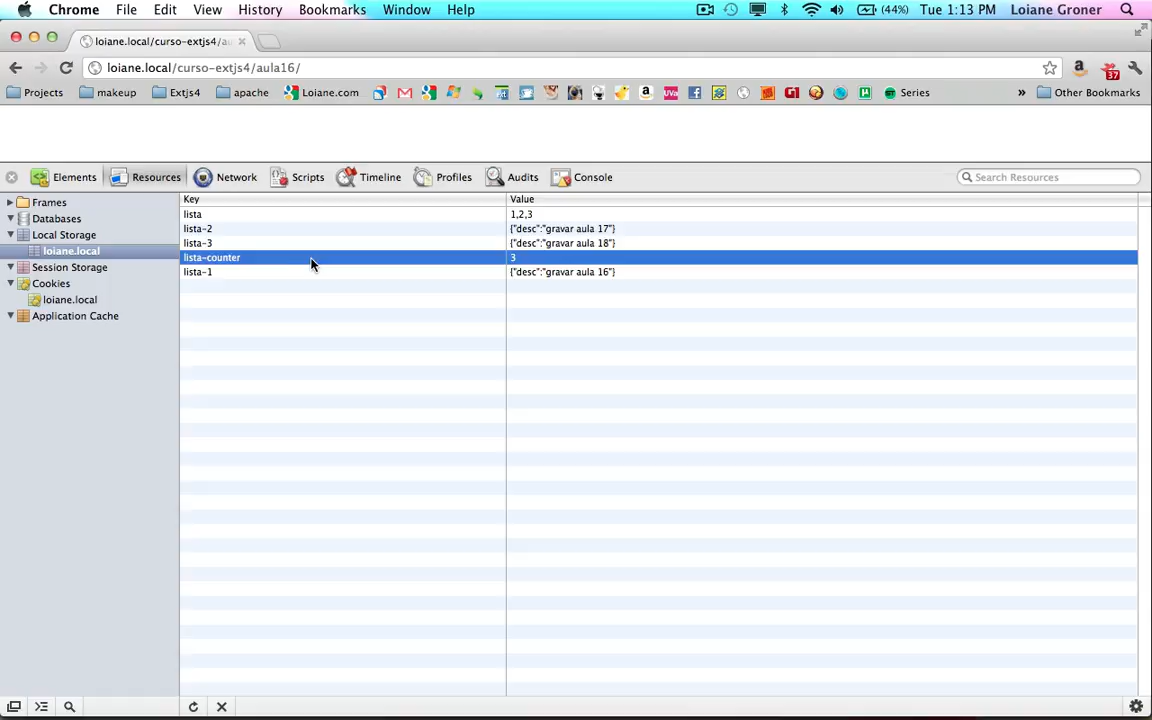 Chrome File Edit View History Bookmarks Window Help (44%) Tue 1:13 PM Loiane Groner
loiane.local/curso-extjs4/au
loiane.local/curso-extjs4/aula16/
37
Projects makeup Extjs4 apache Loiane.com UVa Series » Other Bookmarks
Elements Resources Network Scripts Timeline Profiles Audits Console Search Resources
Key Value
Frames
Databases
Local Storage
loiane.local
Session Storage
Cookies
loiane.local
Application Cache
lista 1,2,3
lista-2 {"desc":"gravar aula 17"}
lista-3 {"desc":"gravar aula 18"}
lista-counter 3
lista-1 {"desc":"gravar aula 16"}